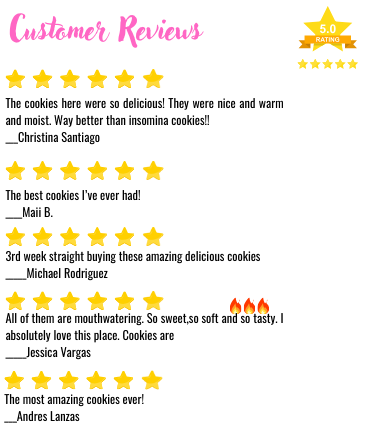 Customer Reviews
5.0
RATING
The cookies here were so delicious! They were nice and warm
and moist. Way better than insomina cookies!!
__Christina Santiago
The best cookies I've ever had!
___Maii B.
3rd week straight buying these amazing delicious cookies
____Michael Rodriguez
All of them are mouthwatering. So sweet,so soft and so tasty. I
absolutely love this place. Cookies are
____Jessica Vargas
The most amazing cookies ever!
__Andres Lanzas